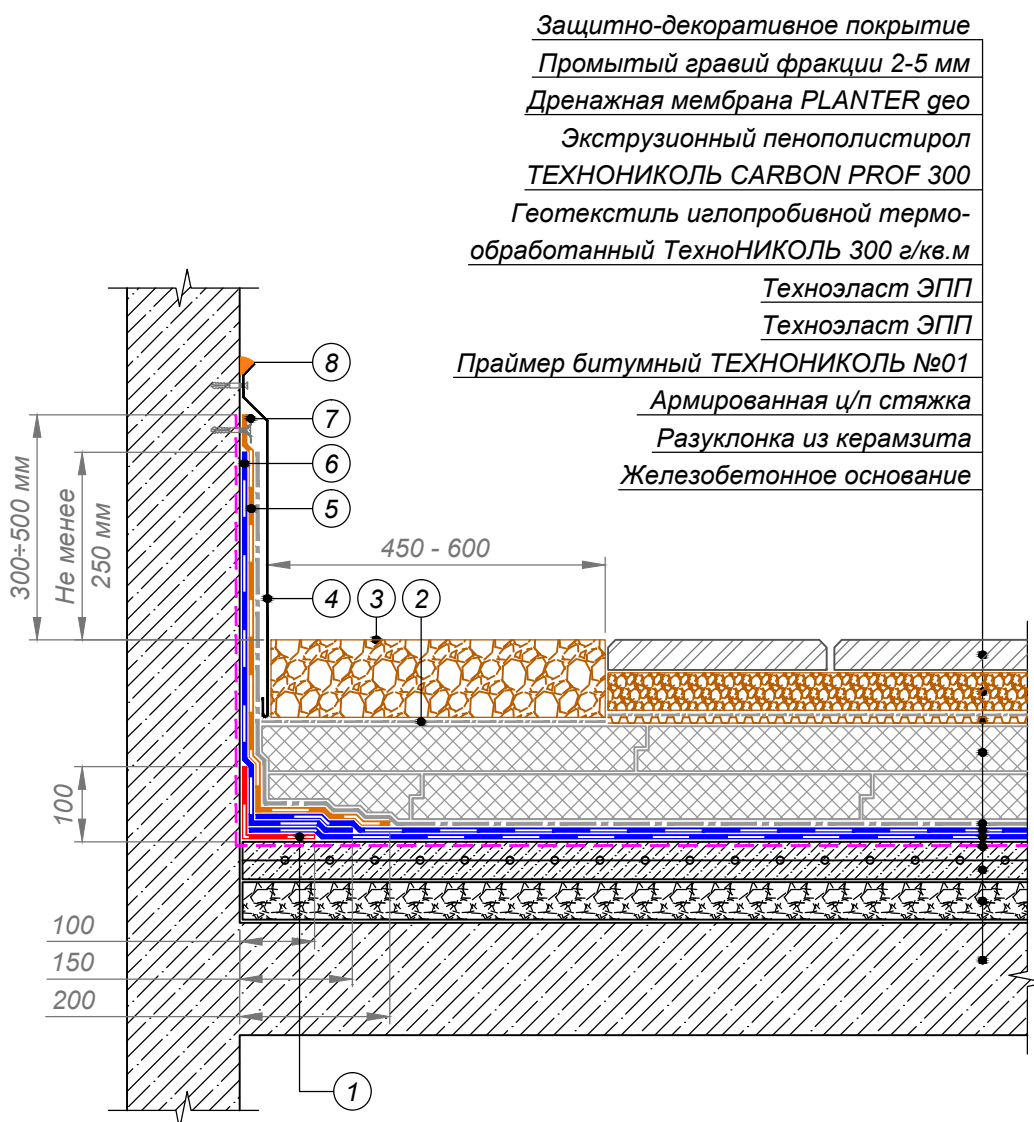 Защитно-декоративное покрытие
Промытый гравий фракции 2-5 мм
Дренажная мембрана PLANTER geo
Экструзионный пенополистирол
ТЕХНОНИКОЛЬ CARBON PROF 300
Геотекстиль иглопробивной термо-
обработанный ТехноНИКОЛЬ 300 г/кв.м
Техноэласт ЭПП
Техноэласт ЭПП
Праймер битумный ТЕХНОНИКОЛЬ №01
Армированная ц/п стяжка
Разуклонка из керамзита
Железобетонное основание
8
7
6
5
4
3
2
300÷500 мм
Не менее
250 мм
450 - 600
100
100
150
200
1